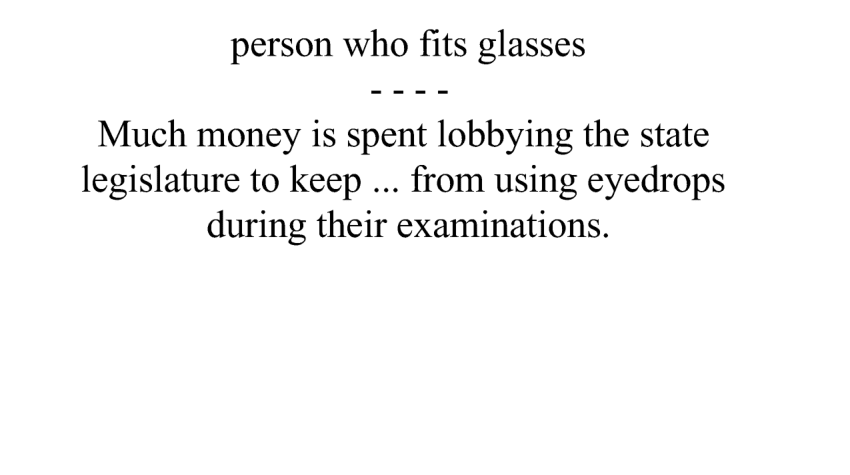 person who fits glasses
- - - -
Much money is spent lobbying the state
legislature to keep ... from using eyedrops
during their examinations.